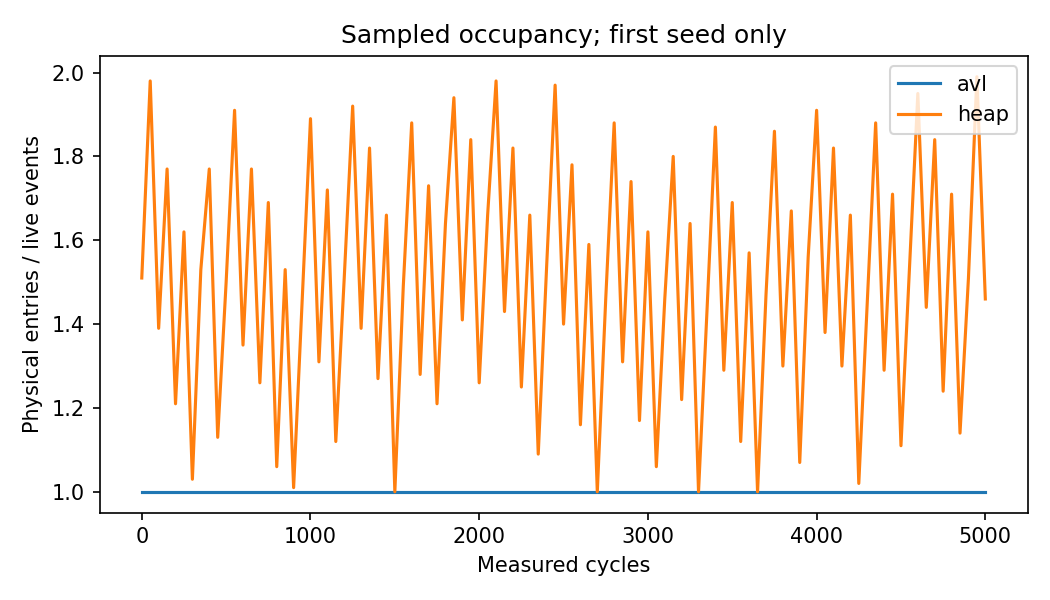 Sampled occupancy; first seed only
avl
heap
Physical entries / live events
2.0
1.8
1.6
1.4
1.2
1.0
0
1000
2000
3000
4000
5000
Measured cycles